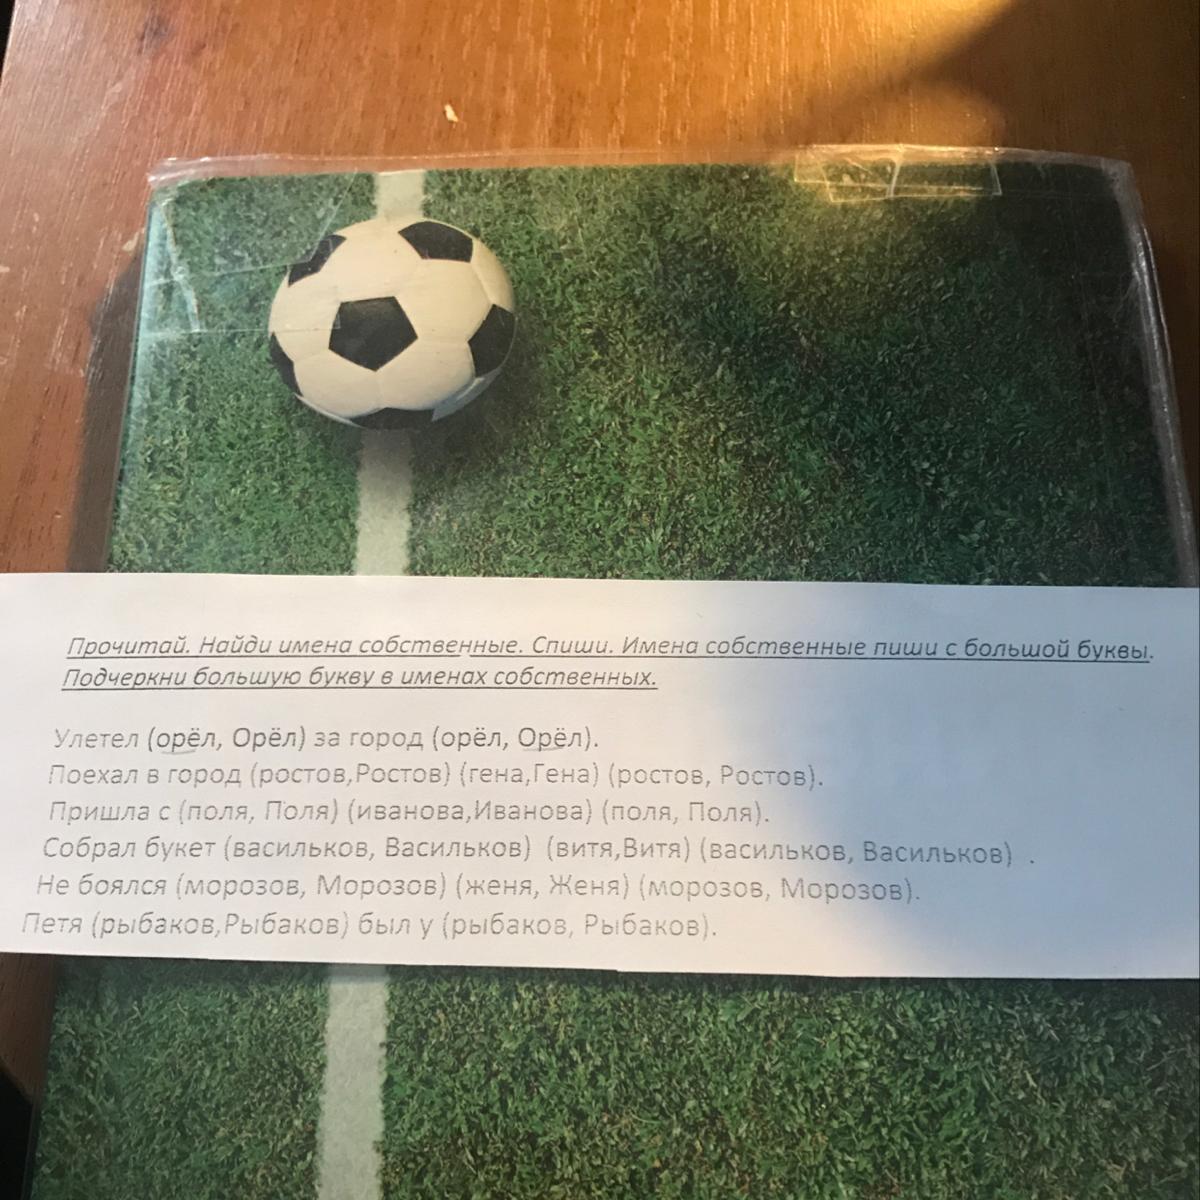 Прочитай. Найди имена собственные. Спиши. Имена собственные пиши с большой буквы.
Подчеркни большую букву в именах собственных.
Улетел (орёл, Орёл) за город (орёл, Орёл).
Поехал в город (ростов,Ростов) (гена,Гена) (ростов, Ростов).
Пришла с (поля, Поля) (иванова,Иванова) (поля, Поля).
Собрал букет (васильков, Васильков) (витя,Витя) (васильков, Васильков) .
Не боялся (морозов, Морозов) (женя, Женя) (морозов, Морозов).
Петя (рыбаков,Рыбаков) был у (рыбаков, Рыбаков).